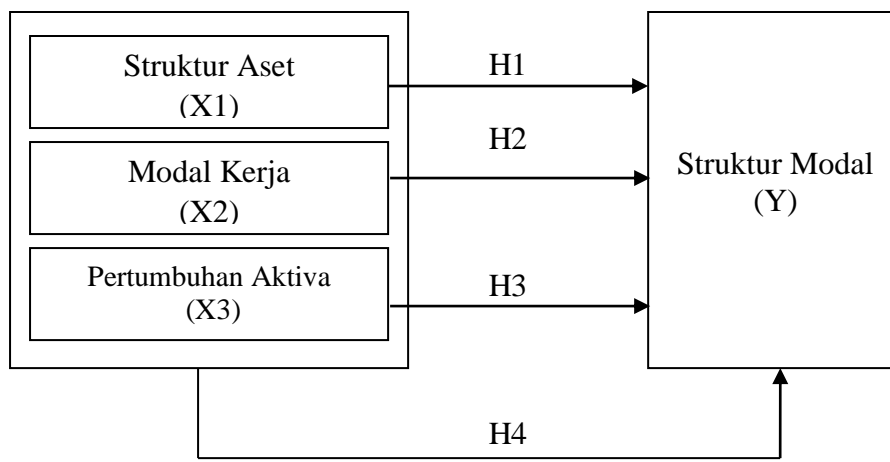 Struktur Aset
(X1)
H1
Modal Kerja
(X2)
H2
Pertumbuhan Aktiva
(X3)
H3
Struktur Modal
(Y)
H4